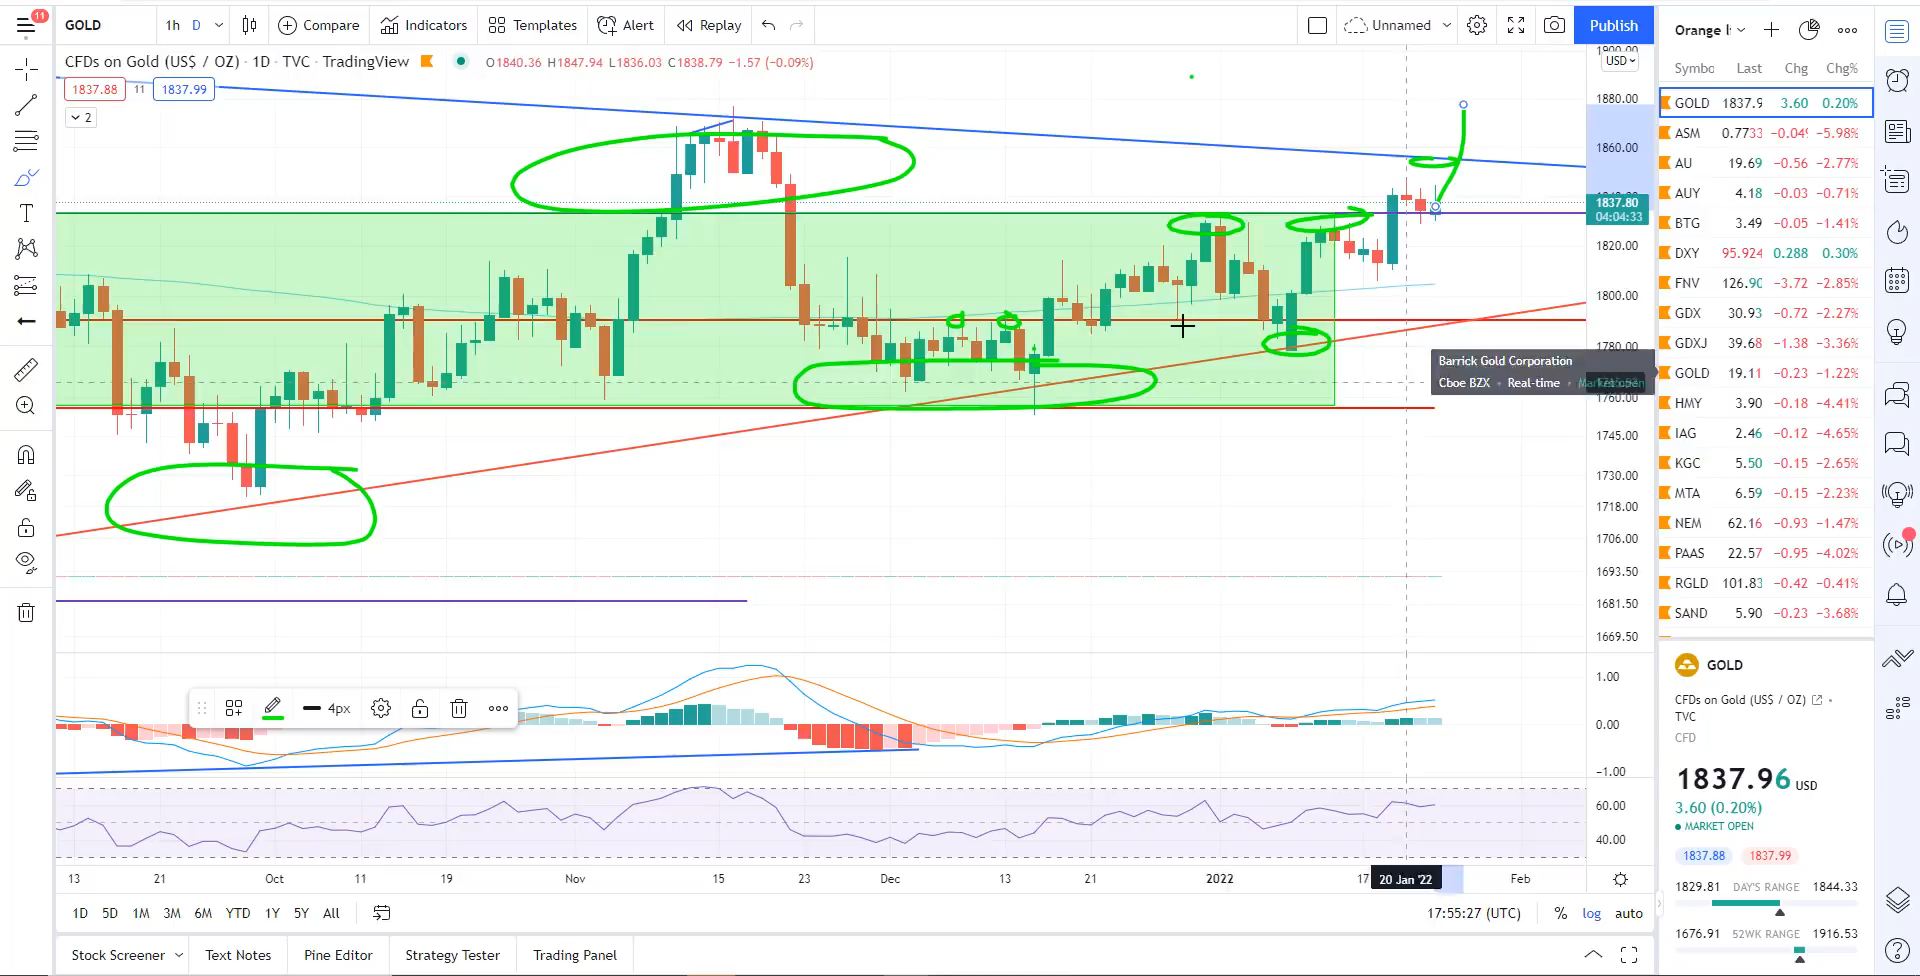 11
GOLD
1h D
Compare
Indicators
Templates
Alert
Replay
Unnamed
Publish
CFDs on Gold (US$ / OZ) · 1D · TVC · TradingView
O1840.36 H1847.94 L1836.03 C1838.79 −1.57 (−0.09%)
1837.88 11 1837.99
2
USD
1900.00
1880.00
1860.00
1840.00
1837.80
04:04:33
1820.00
1800.00
1780.00
1760.00
1745.00
1730.00
1718.00
1706.00
1693.50
1681.50
1669.50
Barrick Gold Corporation
Cboe BZX • Real-time • Market open
4px
1.00
0.00
−1.00
60.00
40.00
13 21 Oct 11 19 Nov 15 23 Dec 13 21 2022 17 20 Jan '22 Feb
1D 5D 1M 3M 6M YTD 1Y 5Y All
17:55:27 (UTC) % log auto
Stock Screener
Text Notes
Pine Editor
Strategy Tester
Trading Panel
Orange l
Symbo Last Chg Chg%
GOLD 1837.9 3.60 0.20%
ASM 0.7733 −0.049 −5.98%
AU 19.69 −0.56 −2.77%
AUY 4.18 −0.03 −0.71%
BTG 3.49 −0.05 −1.41%
DXY 95.924 0.288 0.30%
FNV 126.90 −3.72 −2.85%
GDX 30.93 −0.72 −2.27%
GDXJ 39.68 −1.38 −3.36%
GOLD 19.11 −0.23 −1.22%
HMY 3.90 −0.18 −4.41%
IAG 2.46 −0.12 −4.65%
KGC 5.50 −0.15 −2.65%
MTA 6.59 −0.15 −2.23%
NEM 62.16 −0.93 −1.47%
PAAS 22.57 −0.95 −4.02%
RGLD 101.83 −0.42 −0.41%
SAND 5.90 −0.23 −3.68%
GOLD
CFDs on Gold (US$ / OZ) •
TVC
CFD
1837.96 USD
3.60 (0.20%)
MARKET OPEN
1837.88 1837.99
1829.81 DAY'S RANGE 1844.33
1676.91 52WK RANGE 1916.53